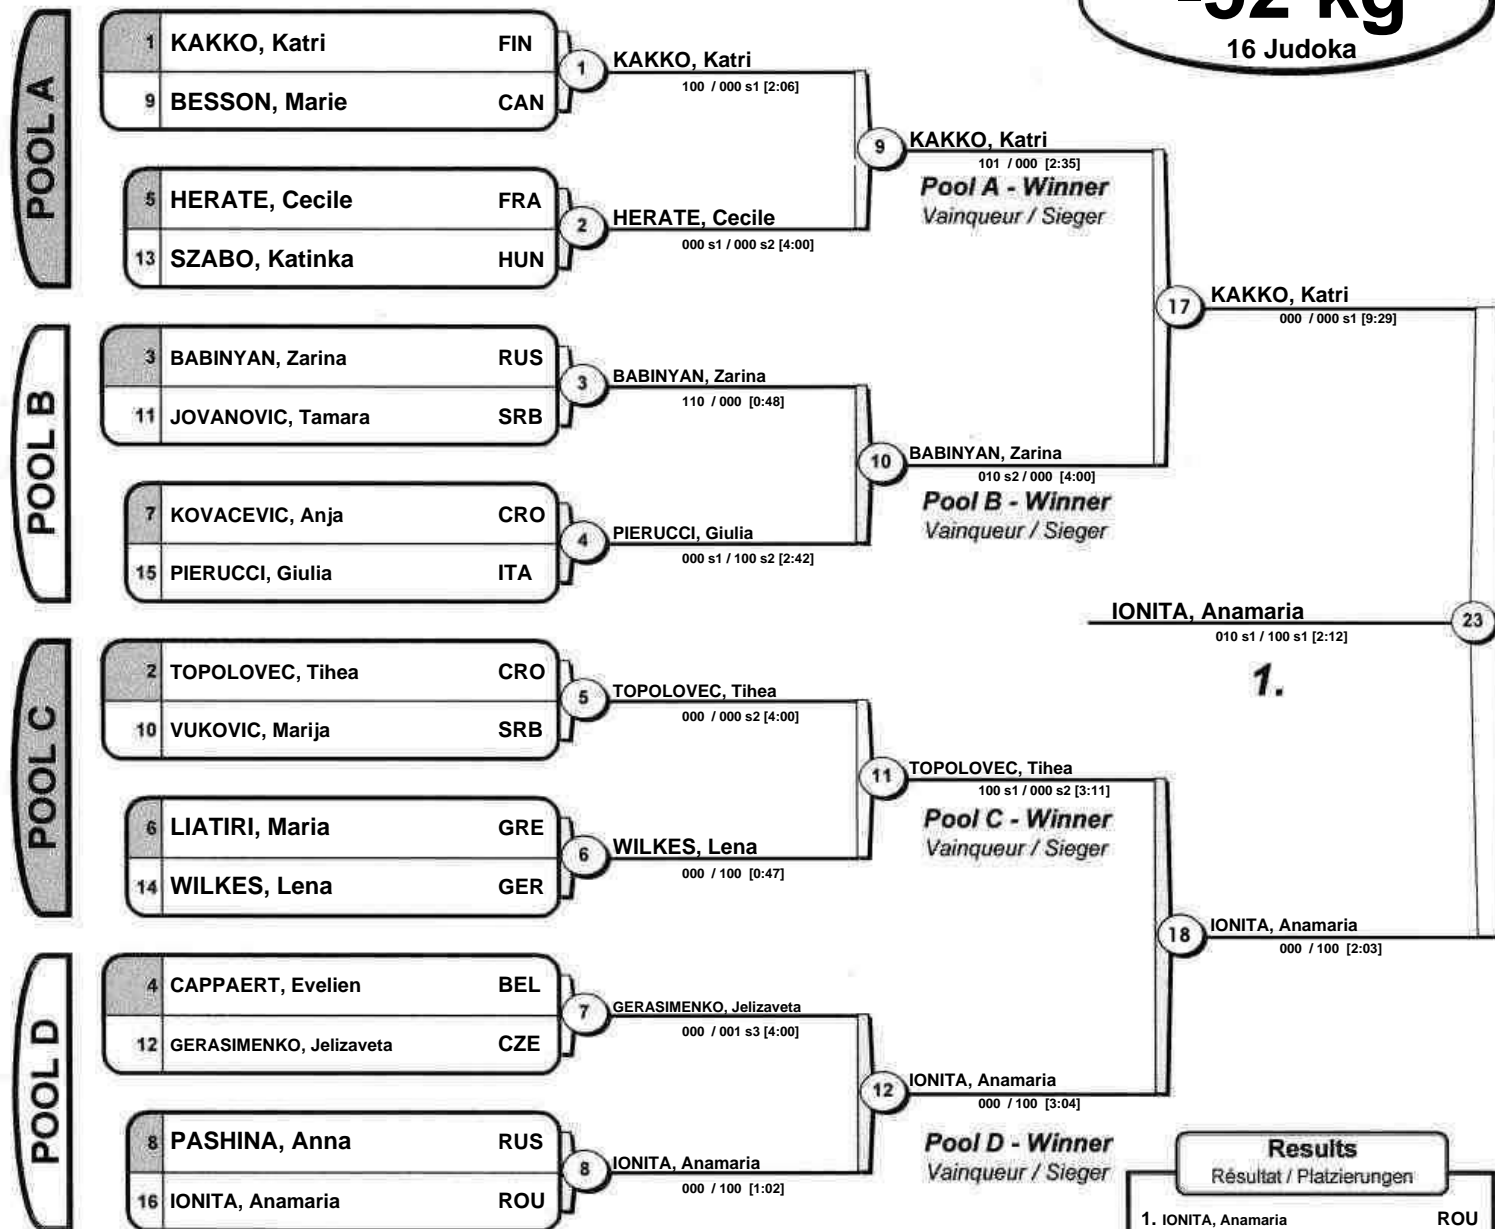 -52 kg
16 Judoka
POOL A
1 KAKKO, Katri FIN
9 BESSON, Marie CAN
1
KAKKO, Katri
100 / 000 s1 [2:06]
5 HERATE, Cecile FRA
13 SZABO, Katinka HUN
2
HERATE, Cecile
000 s1 / 000 s2 [4:00]
9
KAKKO, Katri
101 / 000 [2:35]
Pool A - Winner
Vainqueur / Sieger
POOL B
3 BABINYAN, Zarina RUS
11 JOVANOVIC, Tamara SRB
3
BABINYAN, Zarina
110 / 000 [0:48]
7 KOVACEVIC, Anja CRO
15 PIERUCCI, Giulia ITA
4
PIERUCCI, Giulia
000 s1 / 100 s2 [2:42]
10
BABINYAN, Zarina
010 s2 / 000 [4:00]
Pool B - Winner
Vainqueur / Sieger
17
KAKKO, Katri
000 / 000 s1 [9:29]
POOL C
2 TOPOLOVEC, Tihea CRO
10 VUKOVIC, Marija SRB
5
TOPOLOVEC, Tihea
000 / 000 s2 [4:00]
6 LIATIRI, Maria GRE
14 WILKES, Lena GER
6
WILKES, Lena
000 / 100 [0:47]
11
TOPOLOVEC, Tihea
100 s1 / 000 s2 [3:11]
Pool C - Winner
Vainqueur / Sieger
POOL D
4 CAPPAERT, Evelien BEL
12 GERASIMENKO, Jelizaveta CZE
7
GERASIMENKO, Jelizaveta
000 / 001 s3 [4:00]
8 PASHINA, Anna RUS
16 IONITA, Anamaria ROU
8
IONITA, Anamaria
000 / 100 [1:02]
12
IONITA, Anamaria
000 / 100 [3:04]
Pool D - Winner
Vainqueur / Sieger
18
IONITA, Anamaria
000 / 100 [2:03]
IONITA, Anamaria
23
010 s1 / 100 s1 [2:12]
1.
Results
Résultat / Platzierungen
1. IONITA, Anamaria ROU